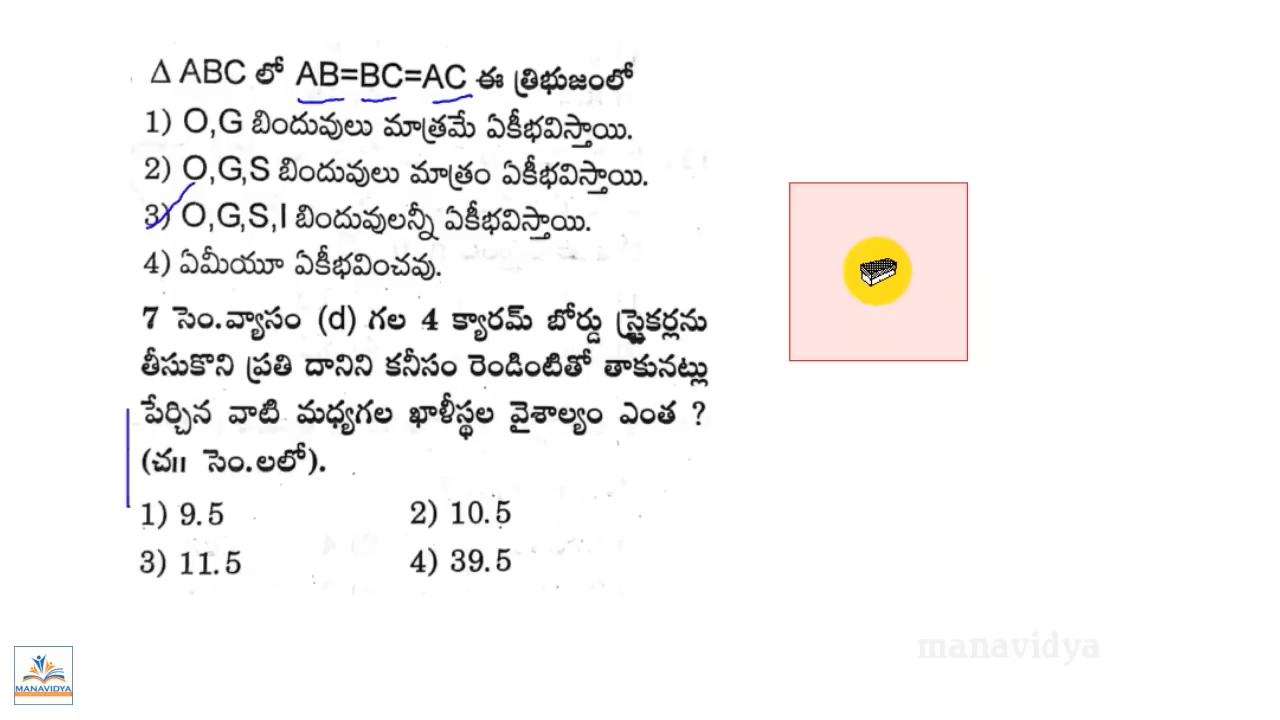 Δ ABC లో AB=BC=AC ఈ త్రిభుజంలో
1) O,G బిందువులు మాత్రమే ఏకీభవిస్తాయి.
2) O,G,S బిందువులు మాత్రం ఏకీభవిస్తాయి.
3) O,G,S,I బిందువులన్నీ ఏకీభవిస్తాయి.
4) ఏమీయూ ఏకీభవించవు.
7 సెం.వ్యాసం (d) గల 4 క్యారమ్ బోర్డు స్ట్రైకర్లను
తీసుకొని ప్రతి దానిని కనీసం రెండింటితో తాకునట్లు
పేర్చిన వాటి మధ్యగల ఖాళీస్థల వైశాల్యం ఎంత ?
(చ॥ సెం.లలో).
1) 9.5 2) 10.5
3) 11.5 4) 39.5
manavidya
MANAVIDYA